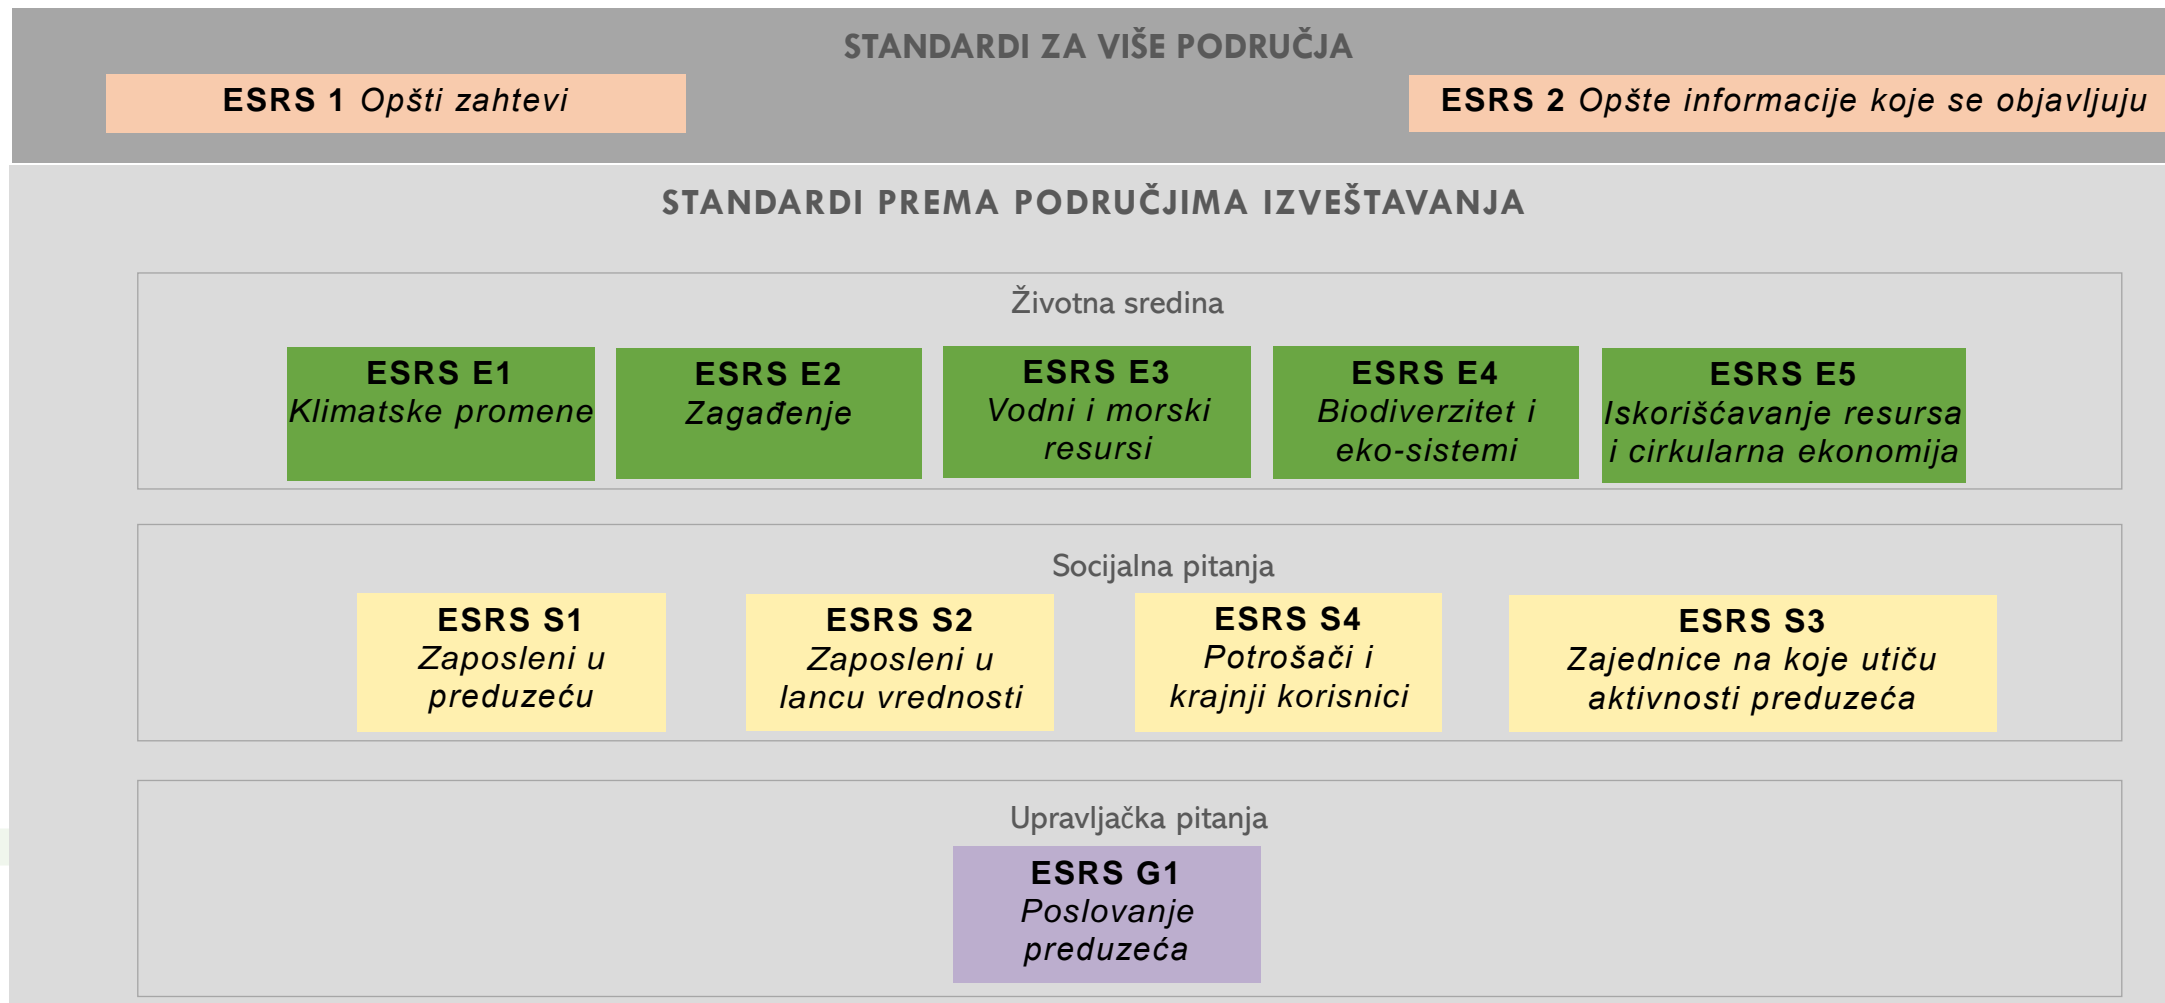 STANDARDI ZA VIŠE PODRUČJA
ESRS 1 Opšti zahtevi
ESRS 2 Opšte informacije koje se objavljuju
STANDARDI PREMA PODRUČJIMA IZVEŠTAVANJA
Životna sredina
ESRS E1
Klimatske promene
ESRS E2
Zagađenje
ESRS E3
Vodni i morski
resursi
ESRS E4
Biodiverzitet i
eko-sistemi
ESRS E5
Iskorišćavanje resursa
i cirkularna ekonomija
Socijalna pitanja
ESRS S1
Zaposleni u
preduzeću
ESRS S2
Zaposleni u
lancu vrednosti
ESRS S4
Potrošači i
krajnji korisnici
ESRS S3
Zajednice na koje utiču
aktivnosti preduzeća
Upravljačka pitanja
ESRS G1
Poslovanje
preduzeća